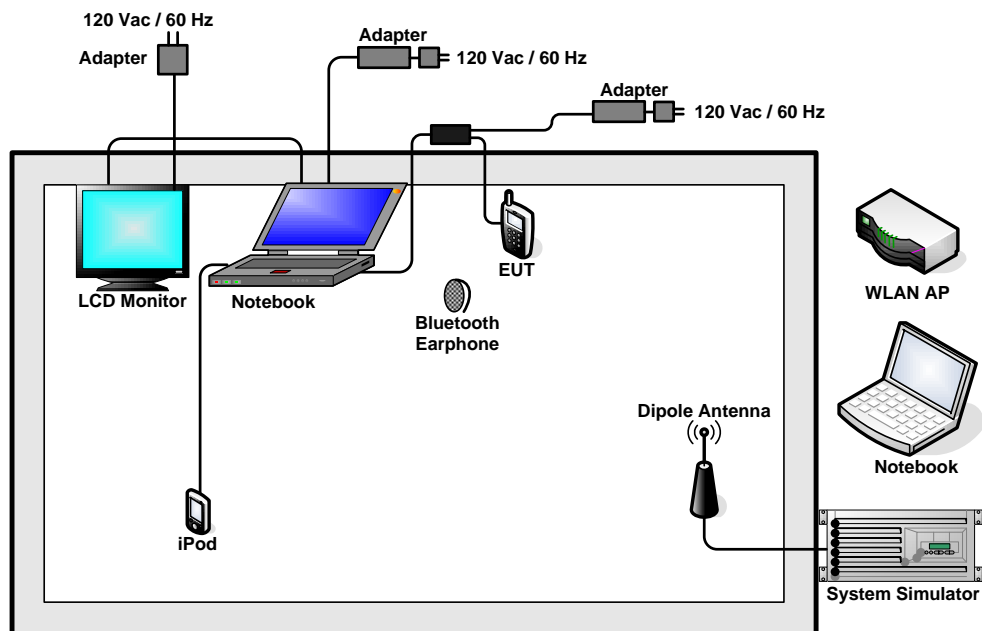 120 Vac / 60 Hz
Adapter
Adapter
120 Vac / 60 Hz
Adapter
120 Vac / 60 Hz
LCD Monitor
Notebook
EUT
Bluetooth
Earphone
WLAN AP
Dipole Antenna
Notebook
iPod
System Simulator